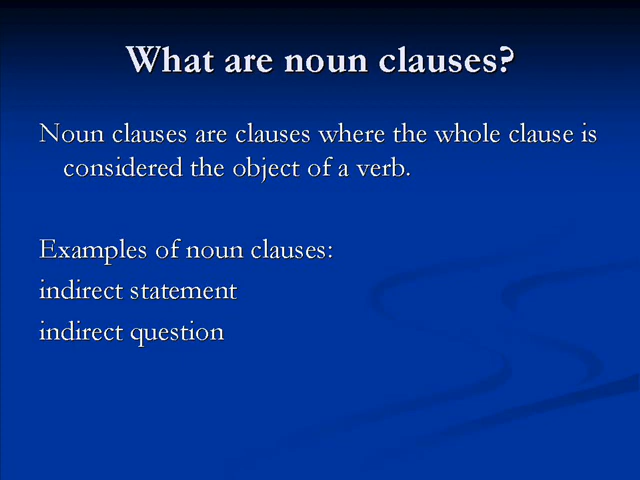 What are noun clauses?
Noun clauses are clauses where the whole clause is
considered the object of a verb.
Examples of noun clauses:
indirect statement
indirect question